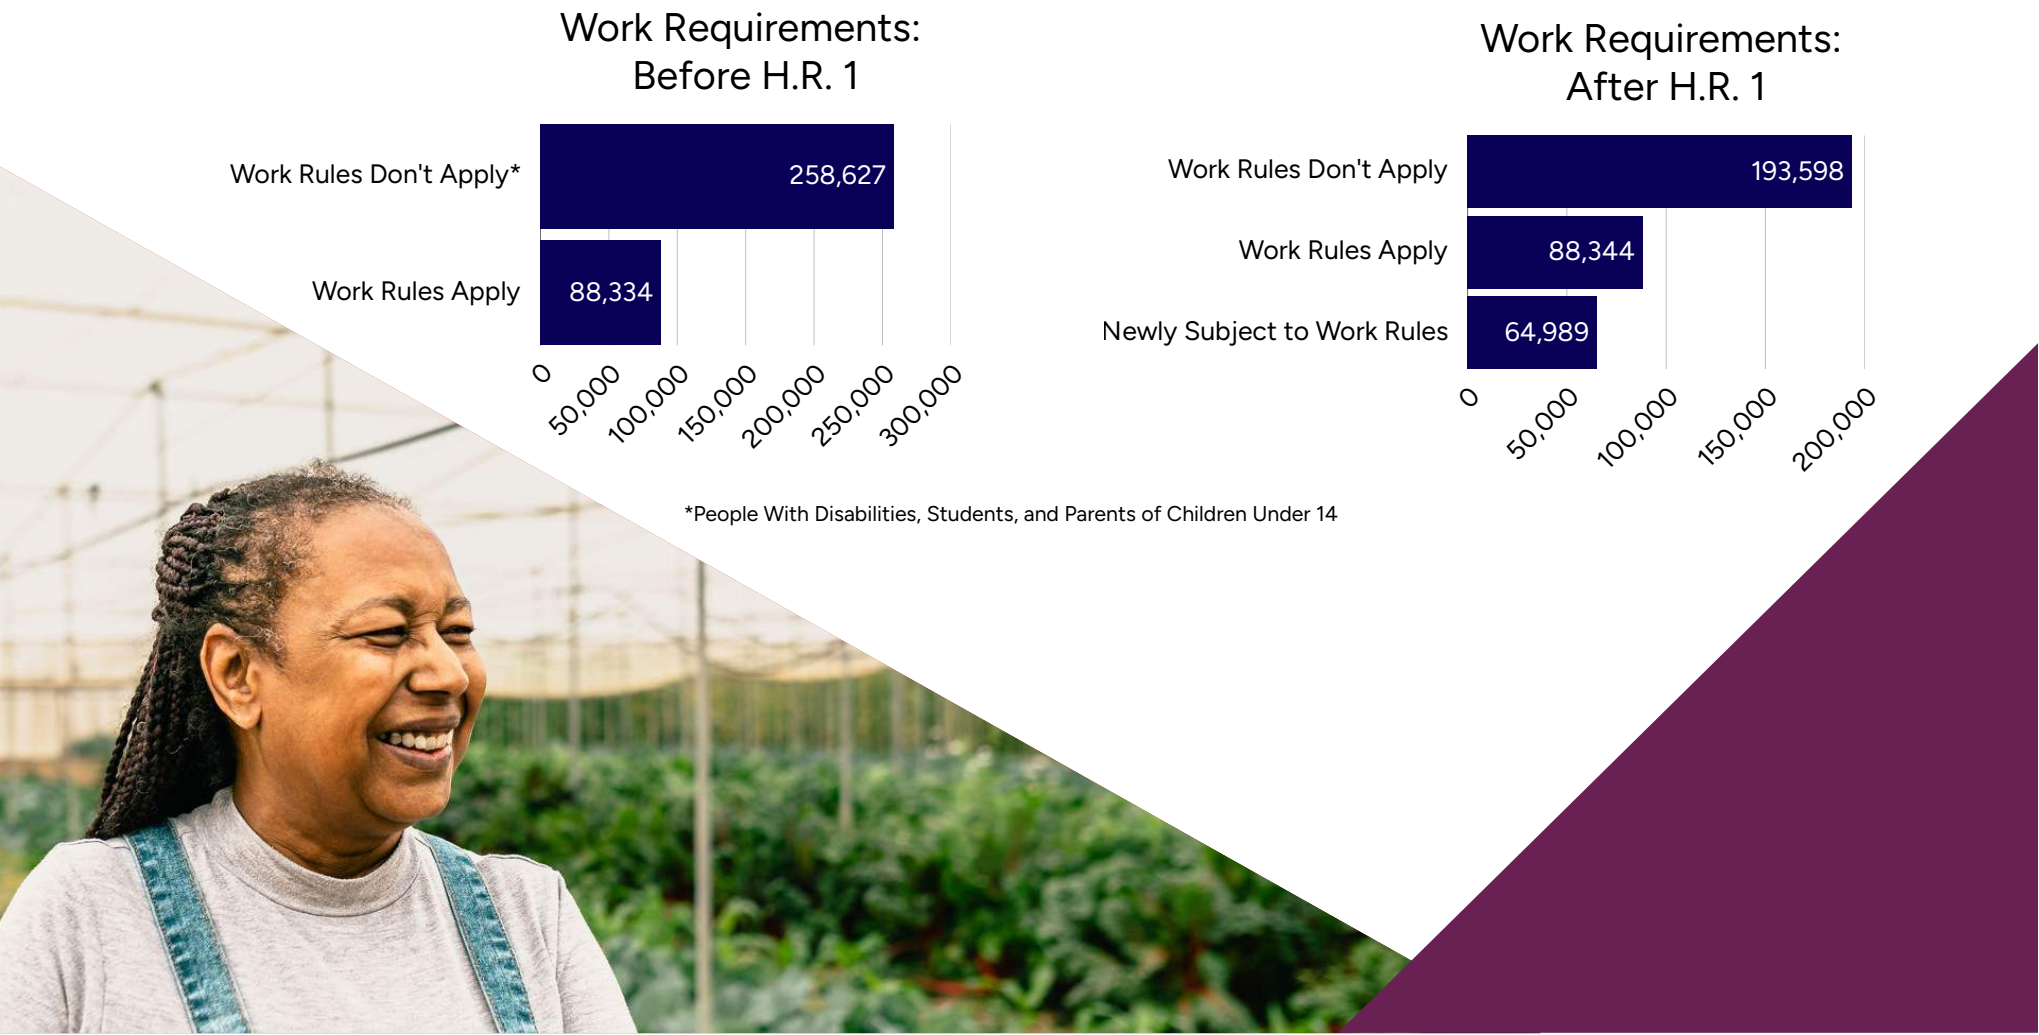 Work Requirements:
Before H.R. 1
Work Rules Don't Apply*
258,627
Work Rules Apply
88,334
0
50,000
100,000
150,000
200,000
250,000
300,000
Work Requirements:
After H.R. 1
Work Rules Don't Apply
193,598
Work Rules Apply
88,344
Newly Subject to Work Rules
64,989
0
50,000
100,000
150,000
200,000
*People With Disabilities, Students, and Parents of Children Under 14